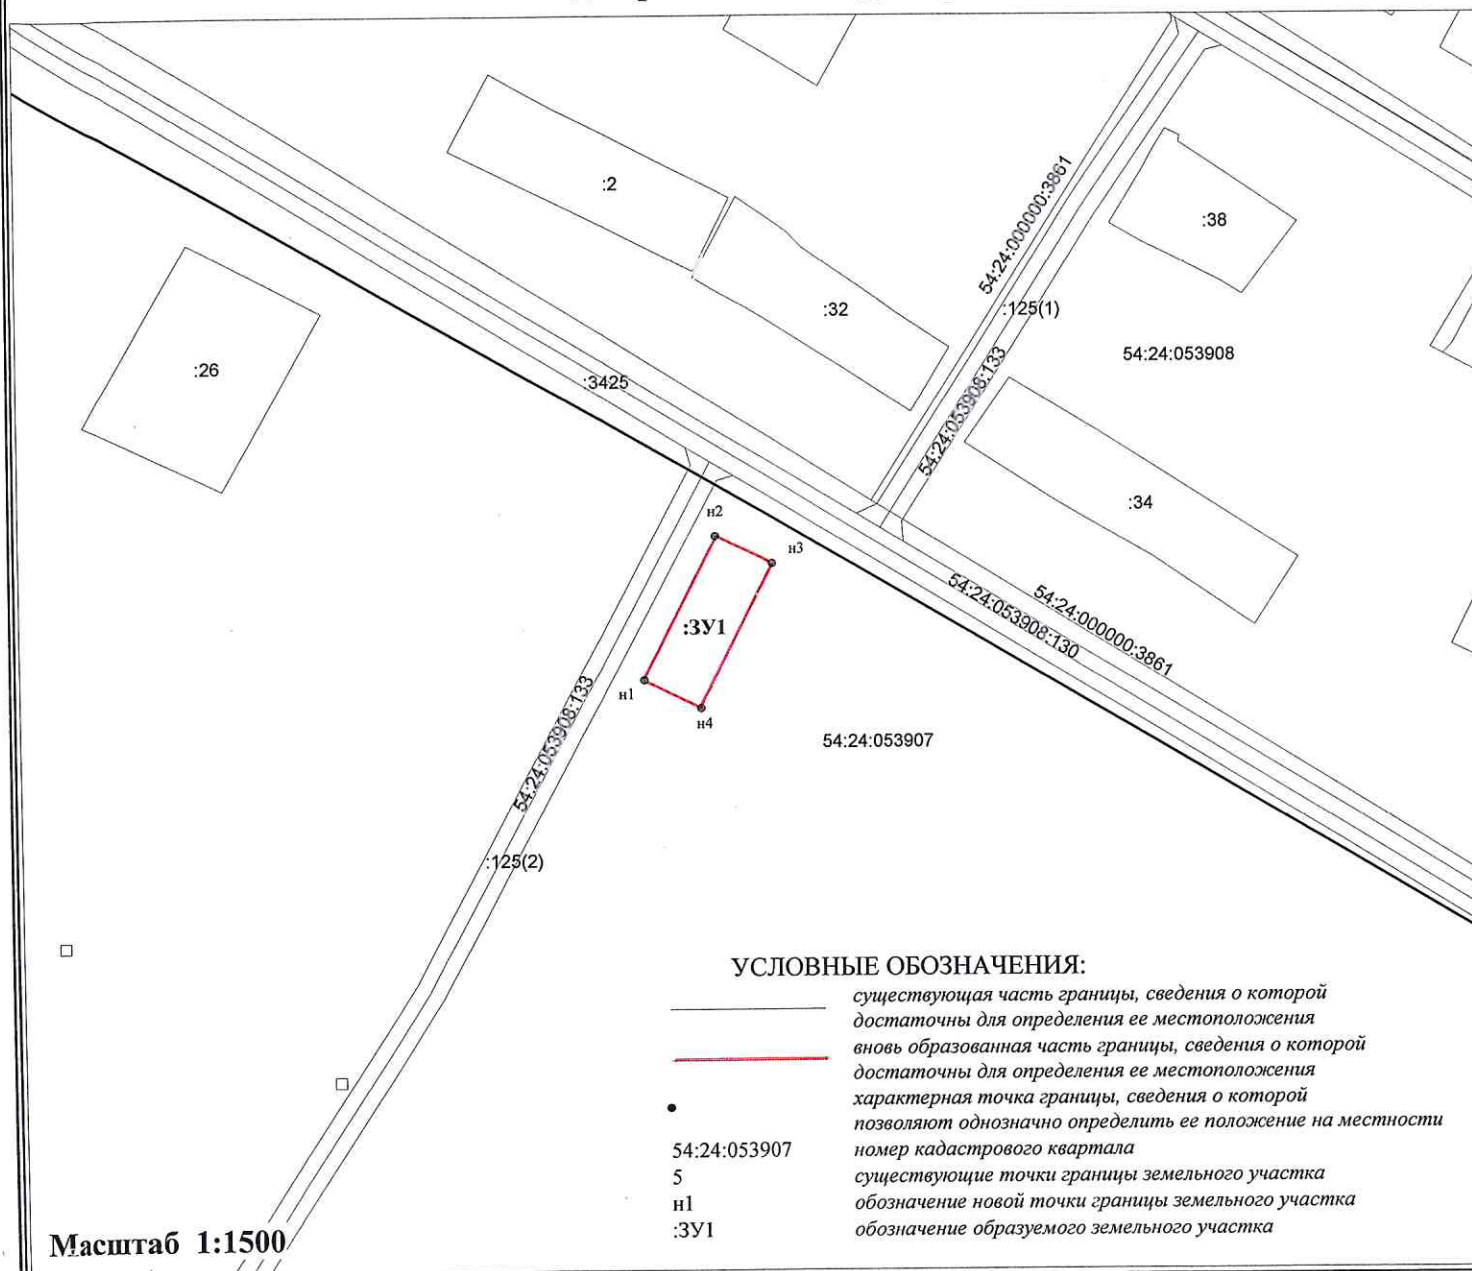 :2
54:24:000000:3861
:38
:32
:125(1)
54:24:053908
:26
:3425
54:24:053908:133
:34
н2
н3
54:24:053908:130
54:24:000000:3861
:ЗУ1
н1
54:24:053908:133
н4
54:24:053907
:125(2)
УСЛОВНЫЕ ОБОЗНАЧЕНИЯ:
существующая часть границы, сведения о которой
достаточны для определения ее местоположения
вновь образованная часть границы, сведения о которой
достаточны для определения ее местоположения
характерная точка границы, сведения о которой
позволяют однозначно определить ее положение на местности
54:24:053907 номер кадастрового квартала
5 существующие точки границы земельного участка
н1 обозначение новой точки границы земельного участка
:ЗУ1 обозначение образуемого земельного участка
Масштаб 1:1500